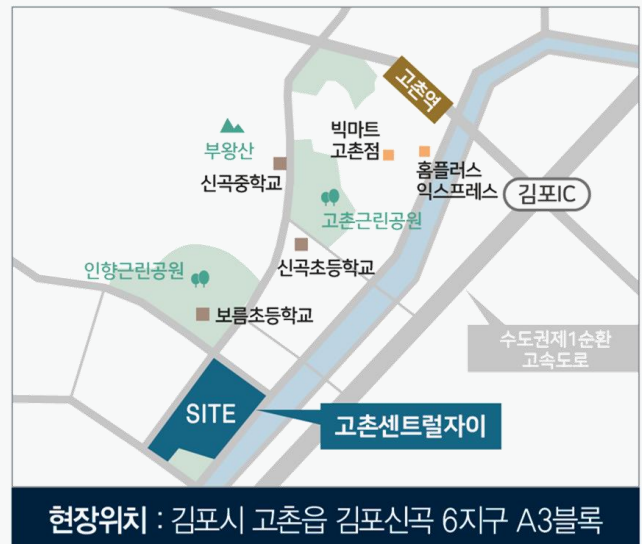 고촌역
빅마트
고촌점
홈플러스
익스프레스
김포IC
부왕산
신곡중학교
고촌근린공원
신곡초등학교
인향근린공원
보름초등학교
수도권제1순환
고속도로
SITE
고촌센트럴자이
현장위치 : 김포시 고촌읍 김포신곡 6지구 A3블록